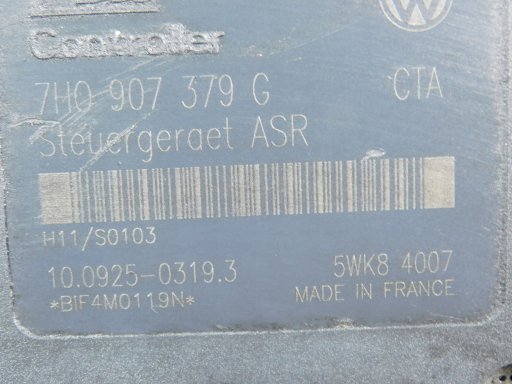 Controller
7H0 907 379 G CTA
Steuergeraet ASR
H11/S0103
10.0925-0319.3 5WK8 4007
*BIF4M0119N* MADE IN FRANCE